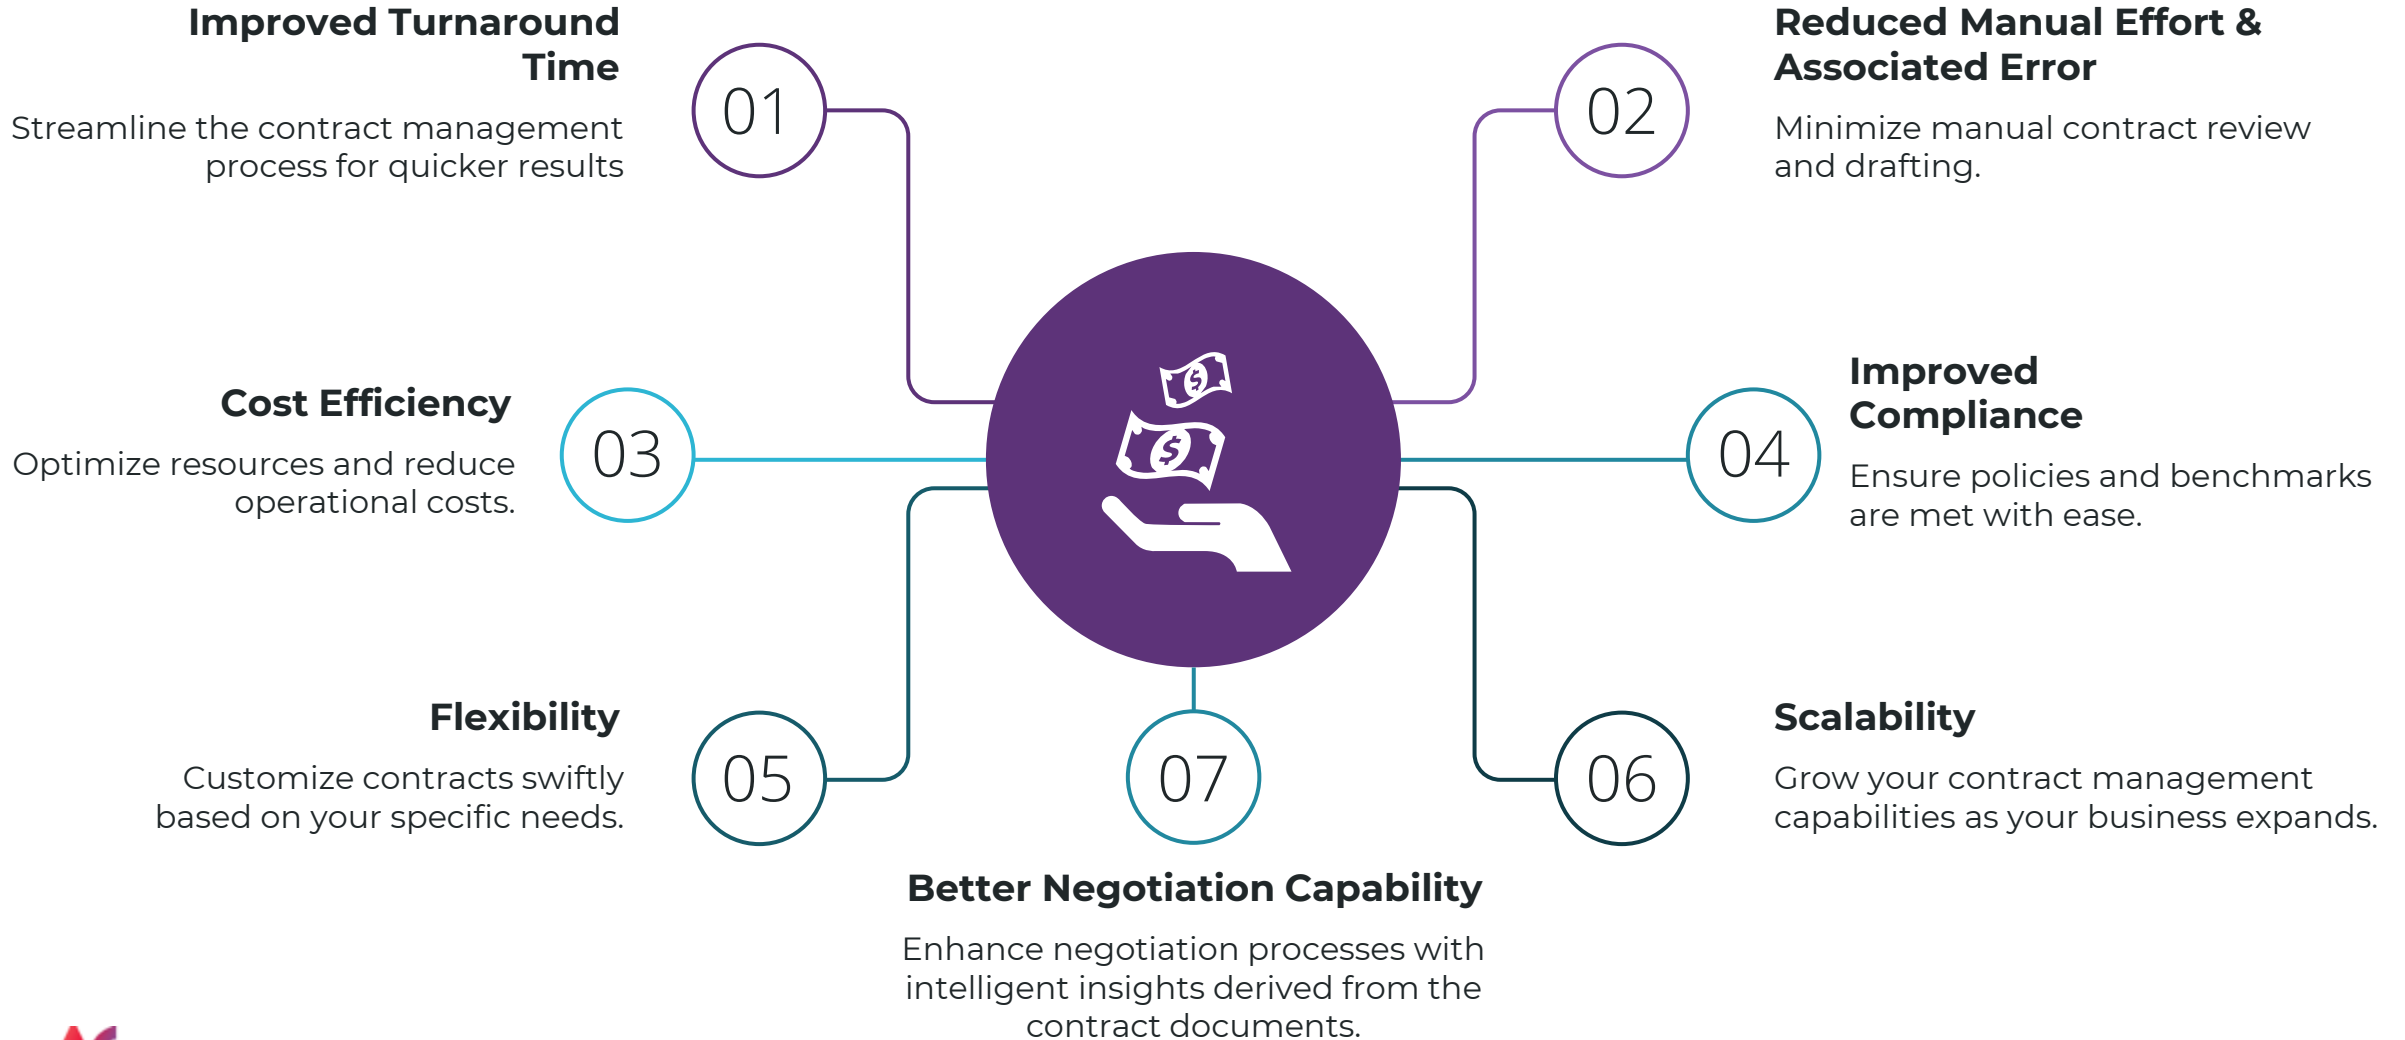 Improved Turnaround
Time
Streamline the contract management
process for quicker results
01
02
Reduced Manual Effort &
Associated Error
Minimize manual contract review
and drafting.
Cost Efficiency
Optimize resources and reduce
operational costs.
03
$
$
04
Improved
Compliance
Ensure policies and benchmarks
are met with ease.
Flexibility
Customize contracts swiftly
based on your specific needs.
05
06
Scalability
Grow your contract management
capabilities as your business expands.
07
Better Negotiation Capability
Enhance negotiation processes with
intelligent insights derived from the
contract documents.